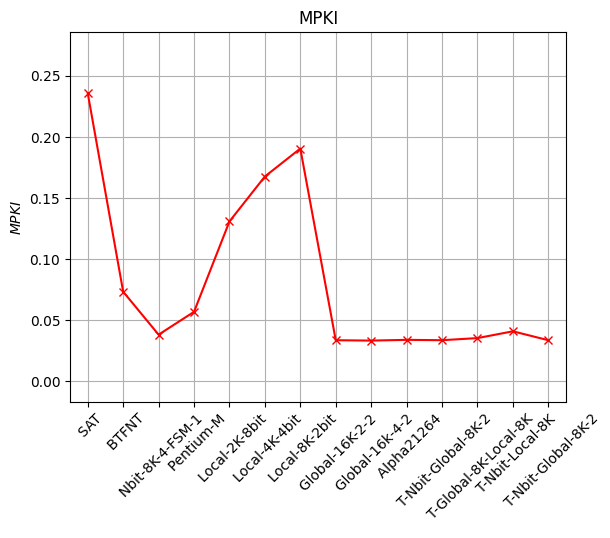 MPKI
0.25
0.20
0.15
0.10
0.05
0.00
MPKI
SAT
BTFNT
Nbit-8K-4-FSM-1
Pentium-M
Local-2K-8bit
Local-4K-4bit
Local-8K-2bit
Global-16K-2-2
Global-16k-4-2
Alpha21264
T-Nbit-Global-8K-2
T-Global-8K-Local-8K
T-Nbit-Local-8K
T-Nbit-Global-8K-2